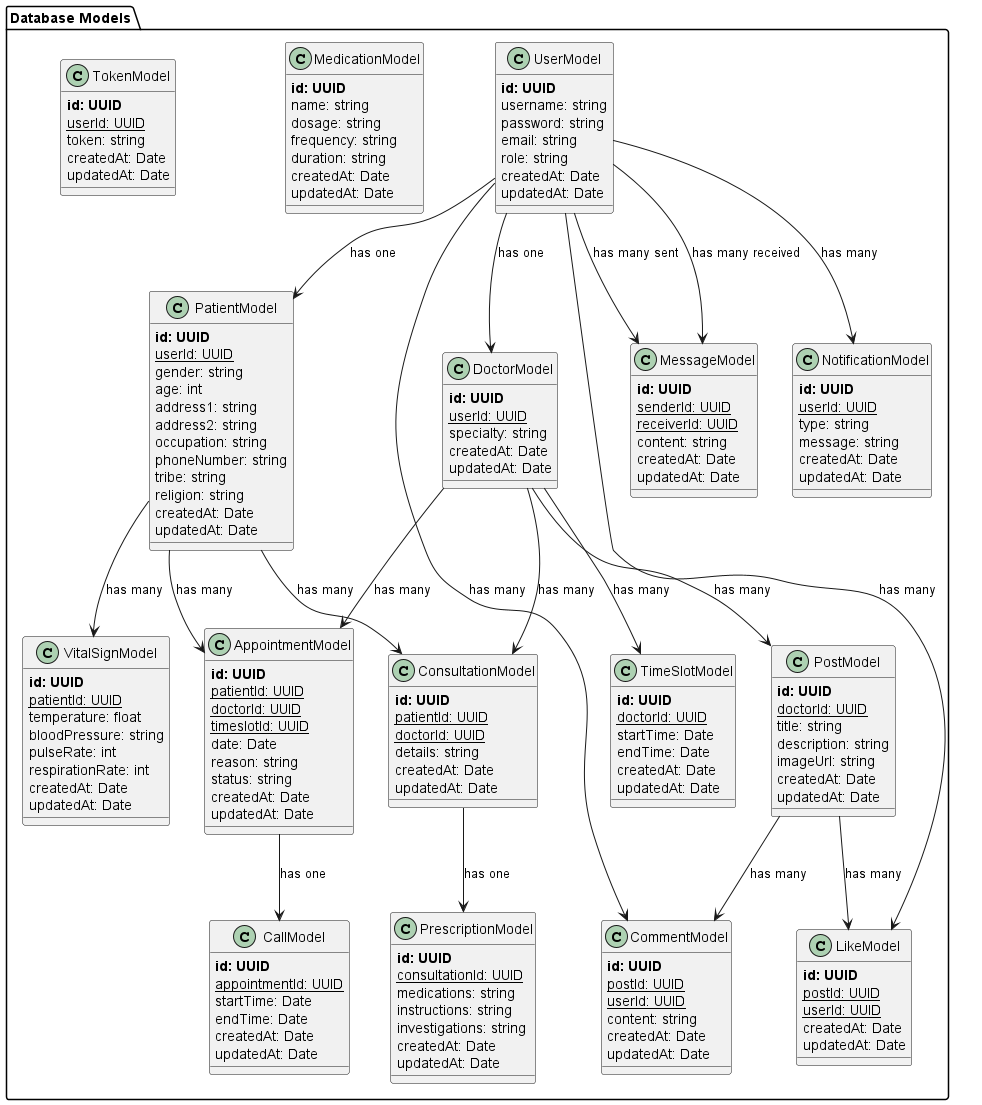 Database Models
C TokenModel
id: UUID
userId: UUID
token: string
createdAt: Date
updatedAt: Date
C MedicationModel
id: UUID
name: string
dosage: string
frequency: string
duration: string
createdAt: Date
updatedAt: Date
C UserModel
id: UUID
username: string
password: string
email: string
role: string
createdAt: Date
updatedAt: Date
has one
has one
has many sent
has many received
has many
C PatientModel
id: UUID
userId: UUID
gender: string
age: int
address1: string
address2: string
occupation: string
phoneNumber: string
tribe: string
religion: string
createdAt: Date
updatedAt: Date
C DoctorModel
id: UUID
userId: UUID
specialty: string
createdAt: Date
updatedAt: Date
C MessageModel
id: UUID
senderId: UUID
receiverId: UUID
content: string
createdAt: Date
updatedAt: Date
C NotificationModel
id: UUID
userId: UUID
type: string
message: string
createdAt: Date
updatedAt: Date
has many
has many
has many
has many
has many
has many
has many
has many
C VitalSignModel
id: UUID
patientId: UUID
temperature: float
bloodPressure: string
pulseRate: int
respirationRate: int
createdAt: Date
updatedAt: Date
C AppointmentModel
id: UUID
patientId: UUID
doctorId: UUID
timeslotId: UUID
date: Date
reason: string
status: string
createdAt: Date
updatedAt: Date
C ConsultationModel
id: UUID
patientId: UUID
doctorId: UUID
details: string
createdAt: Date
updatedAt: Date
C TimeSlotModel
id: UUID
doctorId: UUID
startTime: Date
endTime: Date
createdAt: Date
updatedAt: Date
C PostModel
id: UUID
doctorId: UUID
title: string
description: string
imageUrl: string
createdAt: Date
updatedAt: Date
has one
has one
has many
has many
C CallModel
id: UUID
appointmentId: UUID
startTime: Date
endTime: Date
createdAt: Date
updatedAt: Date
C PrescriptionModel
id: UUID
consultationId: UUID
medications: string
instructions: string
investigations: string
createdAt: Date
updatedAt: Date
C CommentModel
id: UUID
postId: UUID
userId: UUID
content: string
createdAt: Date
updatedAt: Date
C LikeModel
id: UUID
postId: UUID
userId: UUID
createdAt: Date
updatedAt: Date